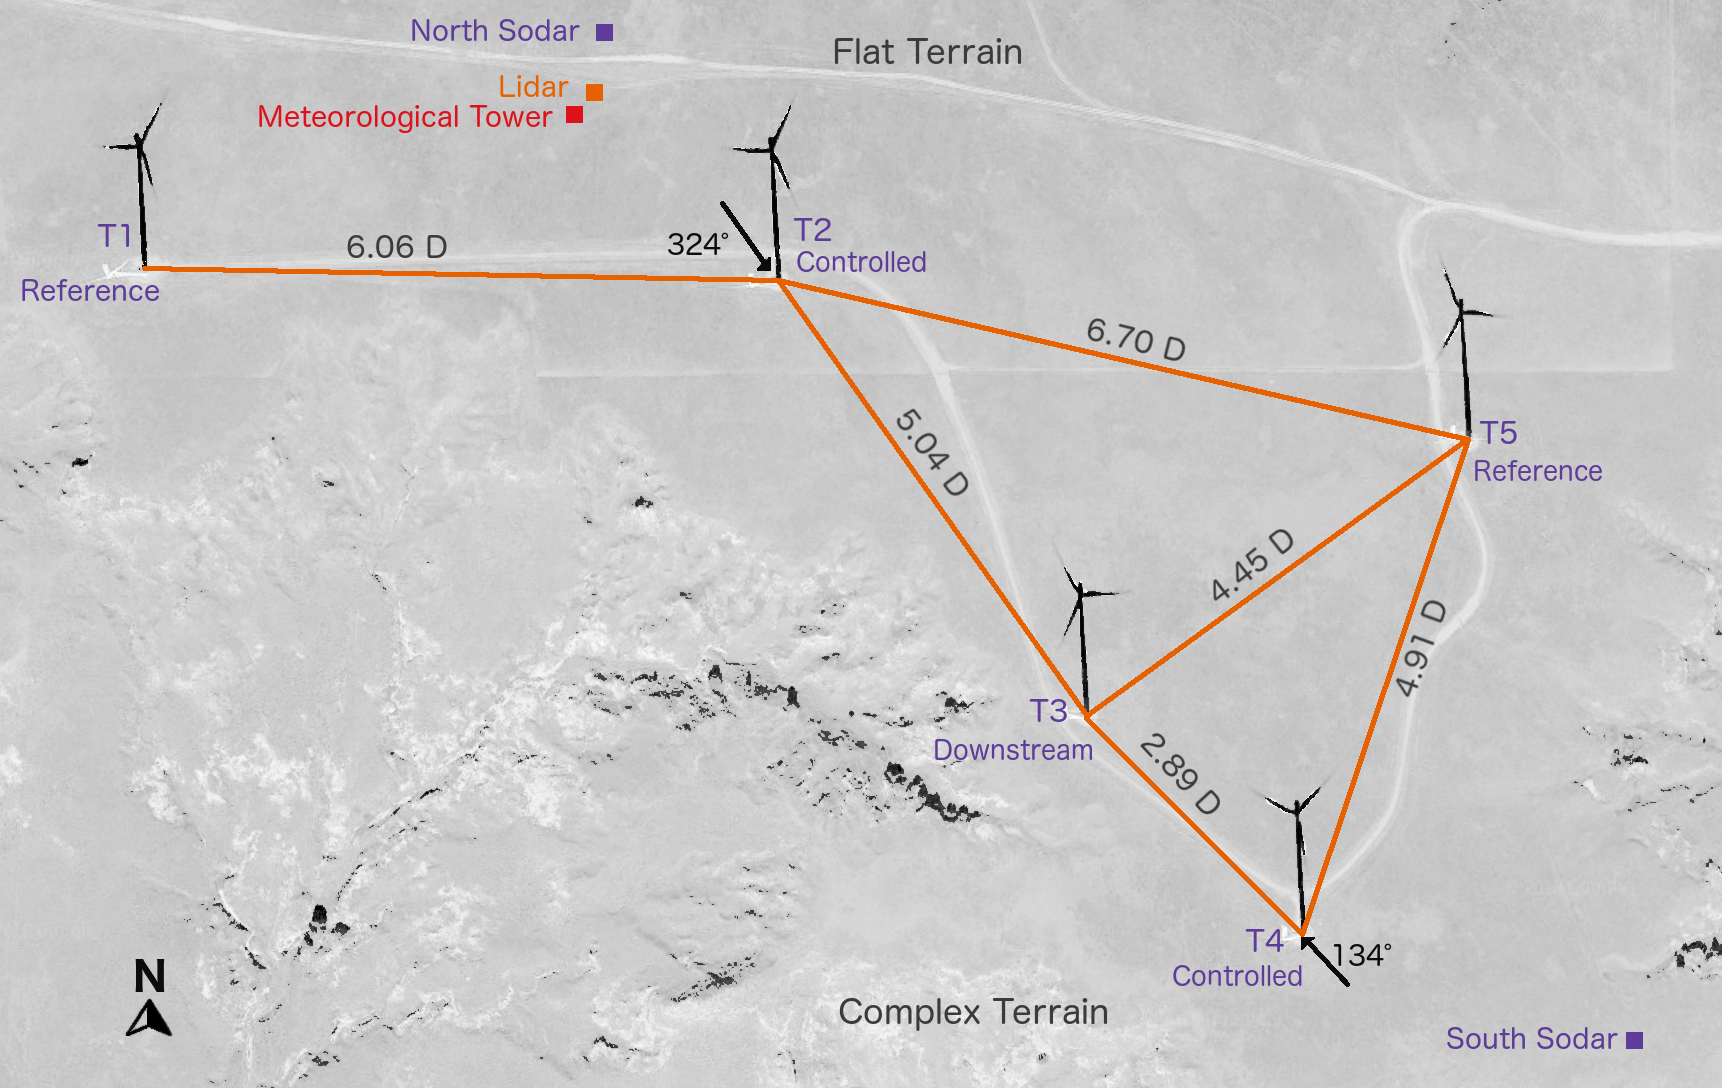 North Sodar
Flat Terrain
Lidar
Meteorological Tower
T1
Reference
6.06 D
324°
T2
Controlled
6.70 D
T5
Reference
5.04 D
4.45 D
4.91 D
T3
Downstream
2.89 D
T4
Controlled
134°
N
Complex Terrain
South Sodar